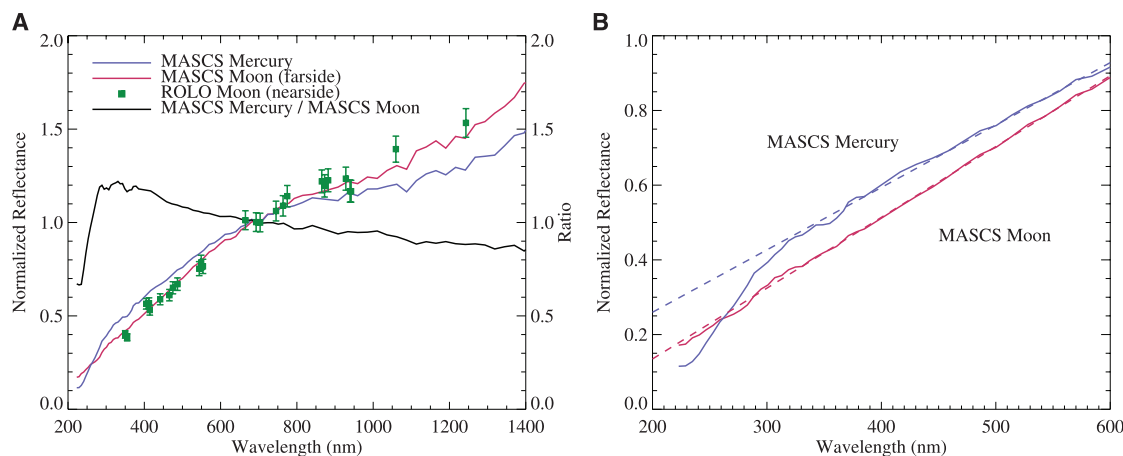 A
2.0
1.5
1.0
0.5
0.0
Normalized Reflectance
MASCS Mercury
MASCS Moon (farside)
ROLO Moon (nearside)
MASCS Mercury / MASCS Moon
2.0
1.5
1.0
0.5
0.0
Ratio
200 400 600 800 1000 1200 1400
Wavelength (nm)
B
1.0
0.8
0.6
0.4
0.2
0.0
Normalized Reflectance
MASCS Mercury
MASCS Moon
200 300 400 500 600
Wavelength (nm)